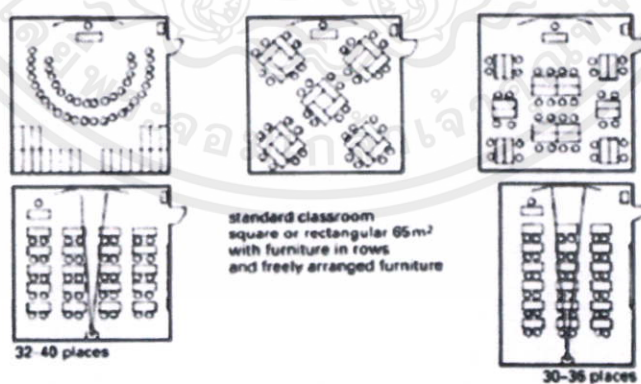 standard classroom
square or rectangular 65m²
with furniture in rows
and freely arranged furniture
32-40 places
30-36 places